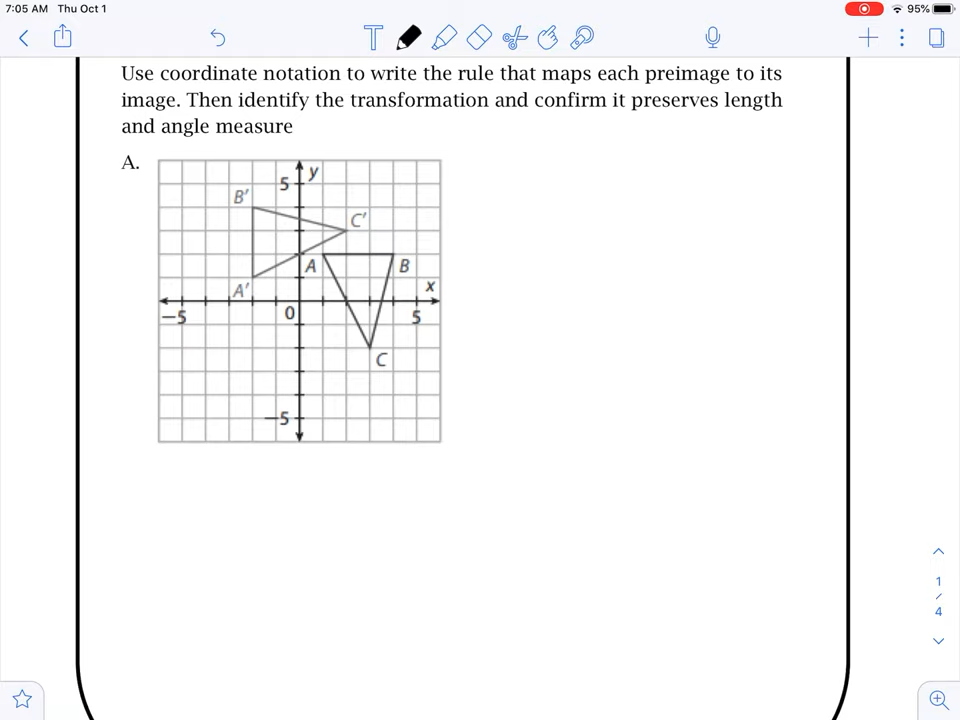 7:05 AM Thu Oct 1 95%
T
Use coordinate notation to write the rule that maps each preimage to its
image. Then identify the transformation and confirm it preserves length
and angle measure
A.
y
5
B′
C′
A
B
A′
x
−5
0
5
C
−5
1
/
4